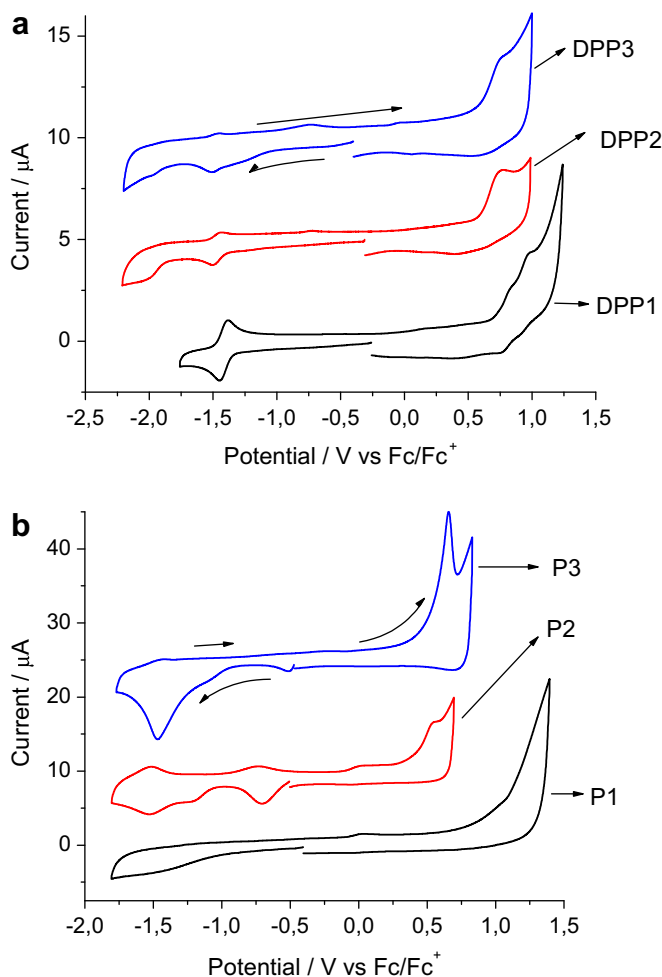 a
15
10
5
0
Current / μA
DPP3
DPP2
DPP1
-2,5 -2,0 -1,5 -1,0 -0,5 0,0 0,5 1,0 1,5
Potential / V vs Fc/Fc⁺
b
40
30
20
10
0
Current / μA
P3
P2
P1
-2,0 -1,5 -1,0 -0,5 0,0 0,5 1,0 1,5
Potential / V vs Fc/Fc⁺